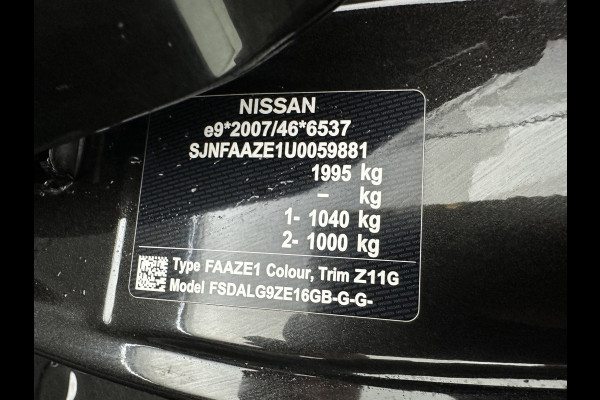 NISSAN
e9*2007/46*6537
SJNFAAZE1U0059881
1995 kg
– kg
1- 1040 kg
2- 1000 kg
Type FAAZE1 Colour, Trim Z11G
Model FSDALG9ZE16GB-G-G-